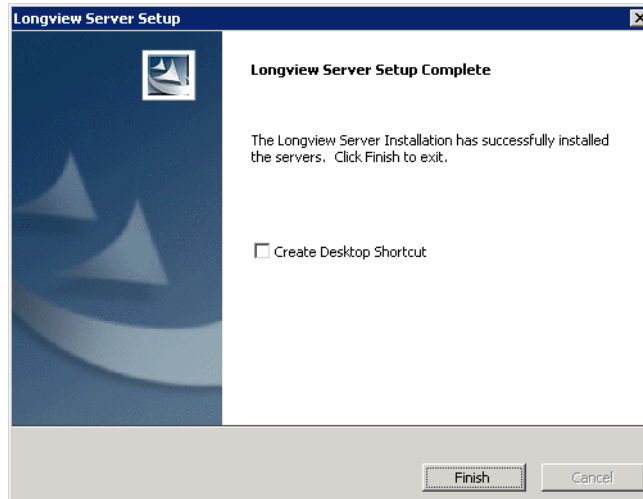 Longview Server Setup
Longview Server Setup Complete
The Longview Server Installation has successfully installed
the servers. Click Finish to exit.
Create Desktop Shortcut
Finish
Cancel